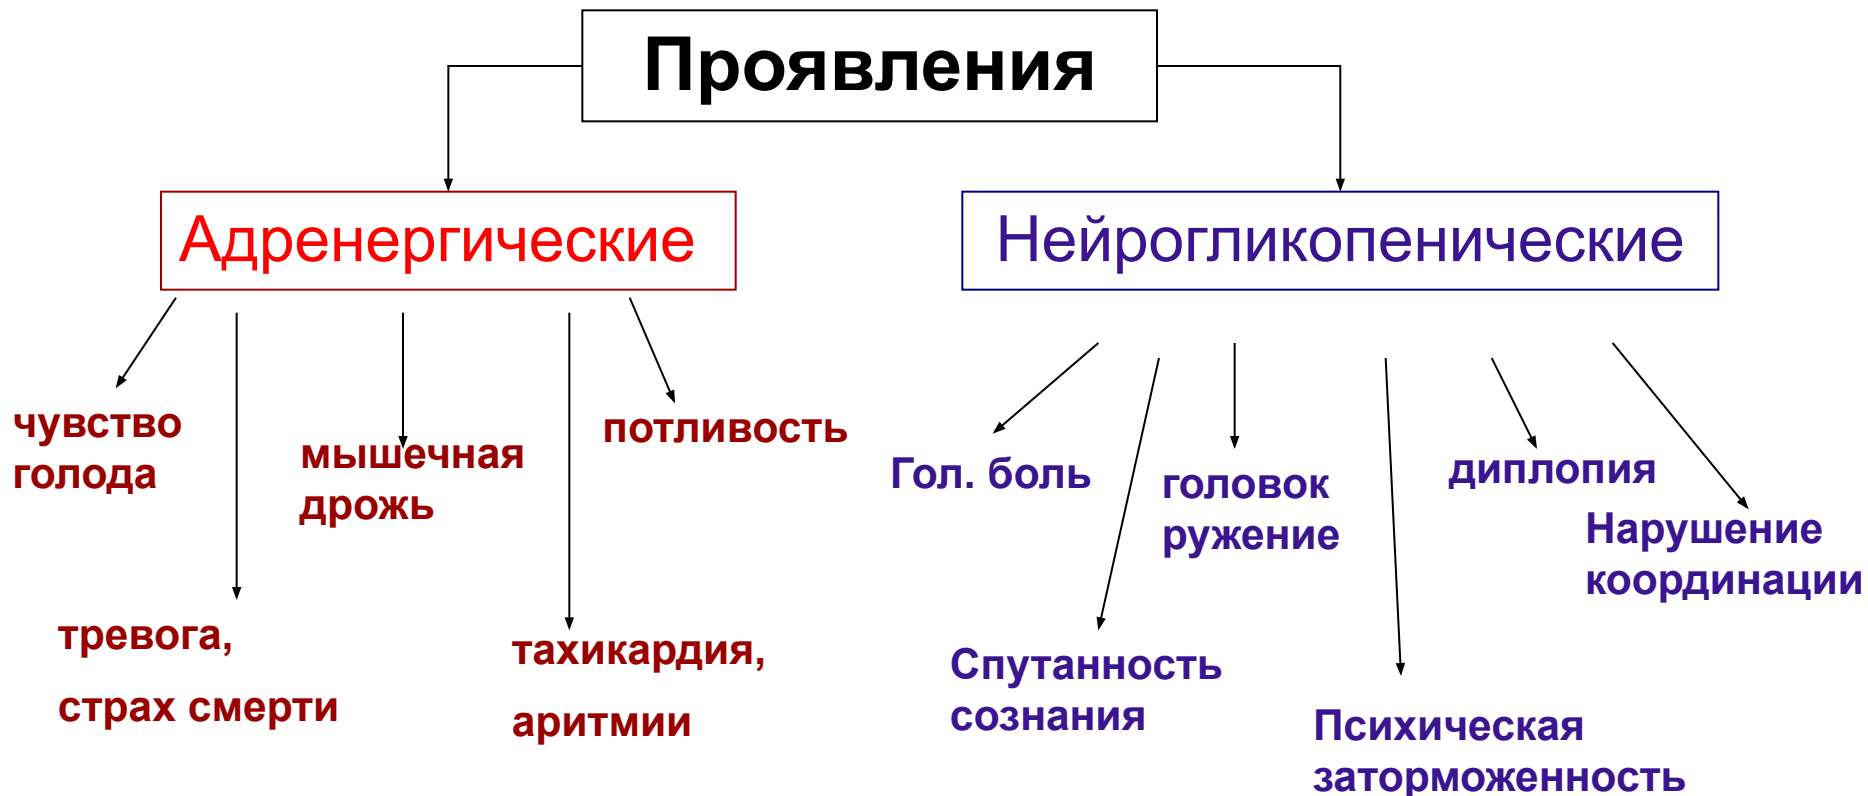 Проявления
Адренергические
Нейрогликопенические
чувство
голода
мышечная
дрожь
потливость
тревога,
страх смерти
тахикардия,
аритмии
Гол. боль
головок
ружение
диплопия
Нарушение
координации
Спутанность
сознания
Психическая
заторможенность